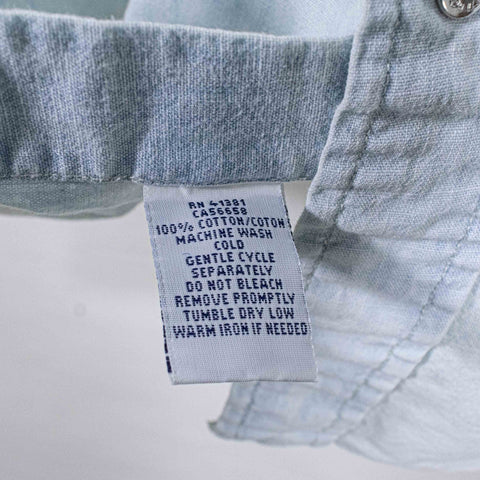 RN 41381
CA56658
100% COTTON/COTON
MACHINE WASH
COLD
GENTLE CYCLE
SEPARATELY
DO NOT BLEACH
REMOVE PROMPTLY
TUMBLE DRY LOW
WARM IRON IF NEEDED